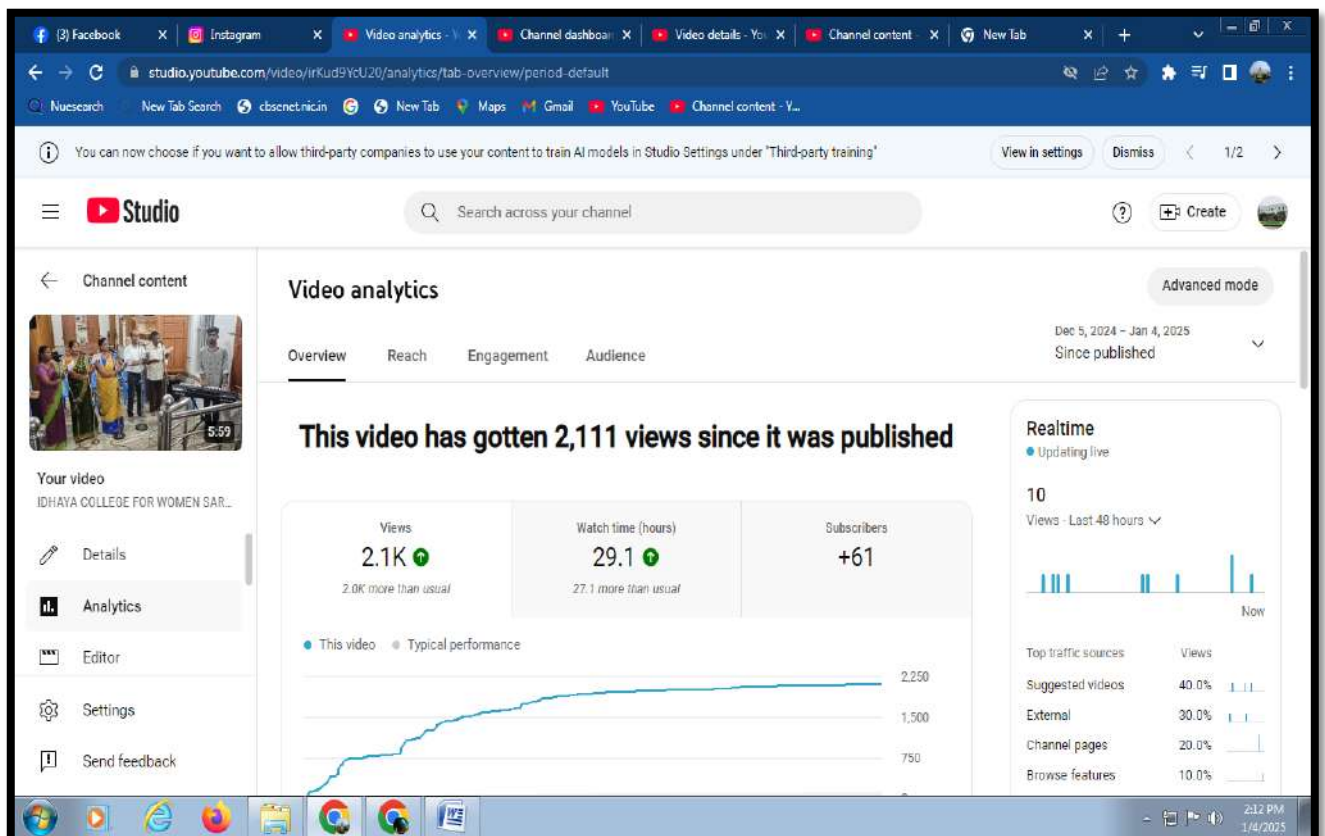 (3) Facebook
Instagram
Video analytics - Y
Channel dashboar
Video details - You
Channel content
New Tab
studio.youtube.com/video/irKud9YcU20/analytics/tab-overview/period-default
Nuesearch New Tab Search cbsenet.nic.in New Tab Maps Gmail YouTube Channel content - Y...
You can now choose if you want to allow third-party companies to use your content to train AI models in Studio Settings under "Third-party training"
View in settings Dismiss 1/2
Studio
Search across your channel
Create
Channel content
5:59
Your video
IDHAYA COLLEGE FOR WOMEN SAR...
Details
Analytics
Editor
Settings
Send feedback
Video analytics
Advanced mode
Overview Reach Engagement Audience
Dec 5, 2024 – Jan 4, 2025
Since published
This video has gotten 2,111 views since it was published
Views
2.1K
2.0K more than usual
Watch time (hours)
29.1
27.1 more than usual
Subscribers
+61
This video Typical performance
2,250
1,500
750
Realtime
Updating live
10
Views · Last 48 hours
Now
Top traffic sources Views
Suggested videos 40.0%
External 30.0%
Channel pages 20.0%
Browse features 10.0%
2:12 PM
1/4/2025